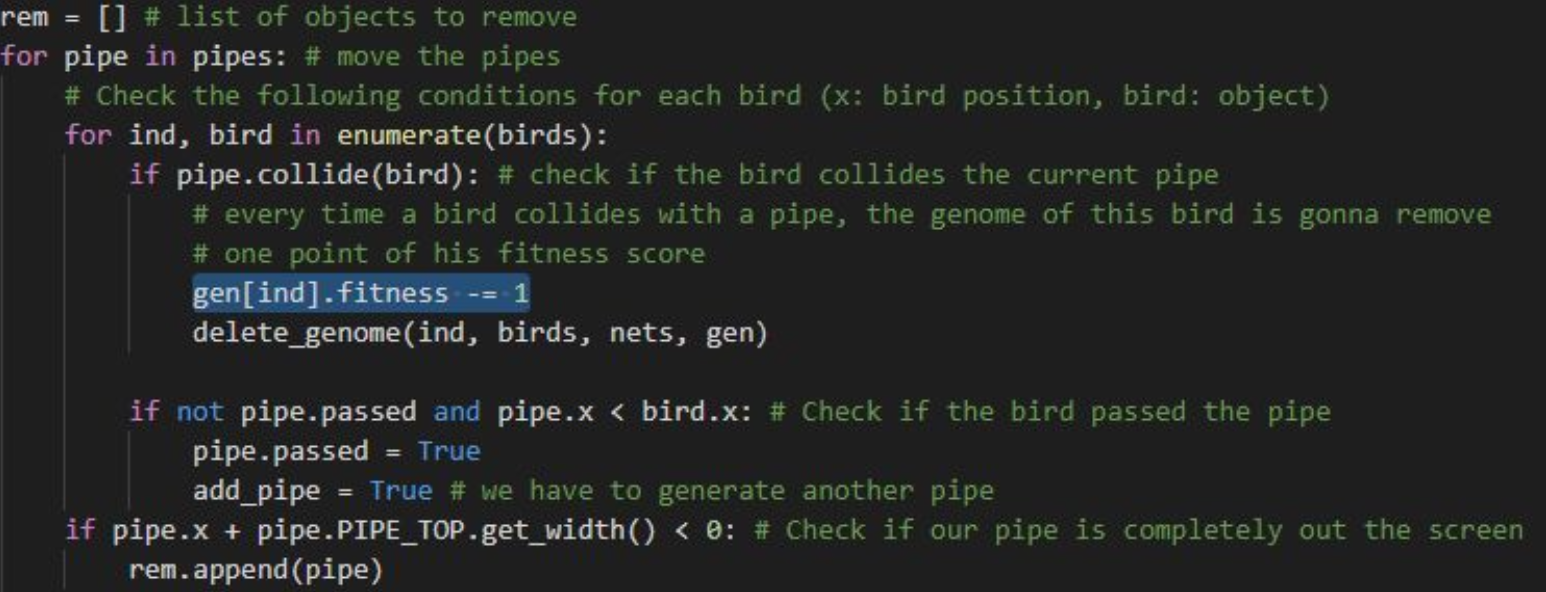 rem = [] # list of objects to remove
for pipe in pipes: # move the pipes
# Check the following conditions for each bird (x: bird position, bird: object)
for ind, bird in enumerate(birds):
if pipe.collide(bird): # check if the bird collides the current pipe
# every time a bird collides with a pipe, the genome of this bird is gonna remove
# one point of his fitness score
gen[ind].fitness -= 1
delete_genome(ind, birds, nets, gen)
if not pipe.passed and pipe.x < bird.x: # Check if the bird passed the pipe
pipe.passed = True
add_pipe = True # we have to generate another pipe
if pipe.x + pipe.PIPE_TOP.get_width() < 0: # Check if our pipe is completely out the screen
rem.append(pipe)